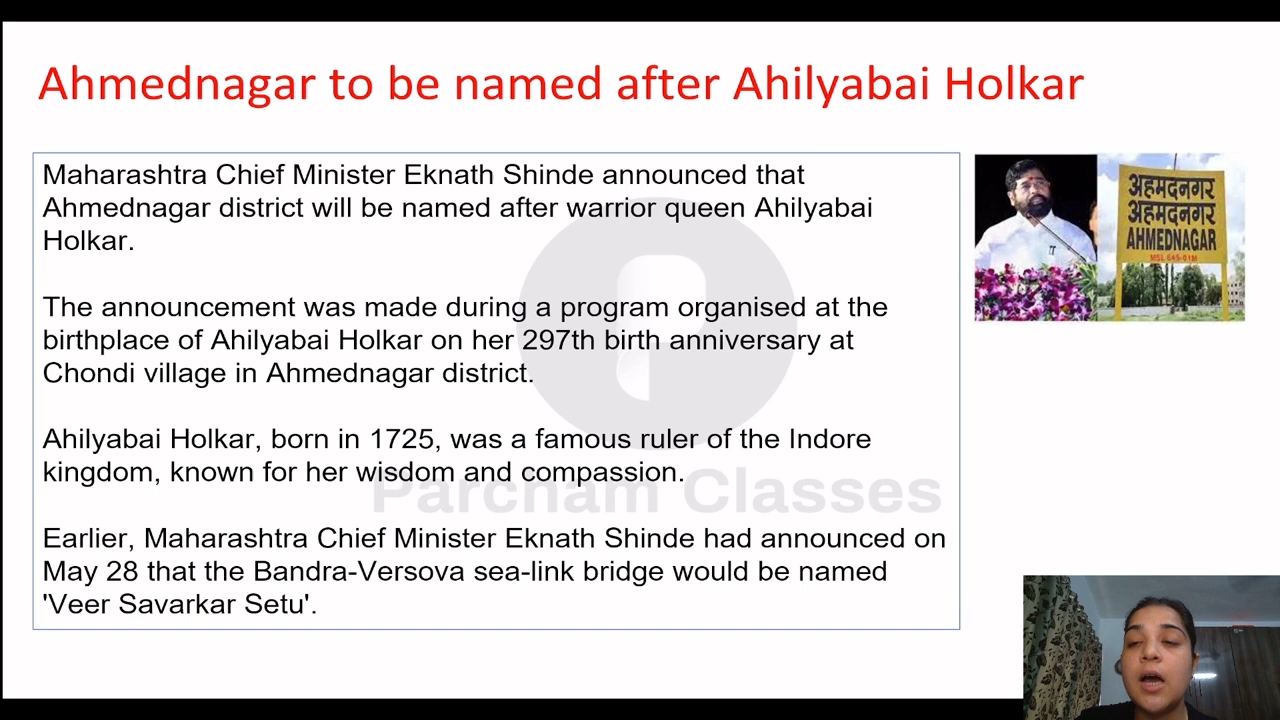 Ahmednagar to be named after Ahilyabai Holkar
Maharashtra Chief Minister Eknath Shinde announced that
Ahmednagar district will be named after warrior queen Ahilyabai
Holkar.
The announcement was made during a program organised at the
birthplace of Ahilyabai Holkar on her 297th birth anniversary at
Chondi village in Ahmednagar district.
Ahilyabai Holkar, born in 1725, was a famous ruler of the Indore
kingdom, known for her wisdom and compassion.
Earlier, Maharashtra Chief Minister Eknath Shinde had announced on
May 28 that the Bandra-Versova sea-link bridge would be named
'Veer Savarkar Setu'.
Parcham Classes
अहमदनगर
अहमदनगर
AHMEDNAGAR